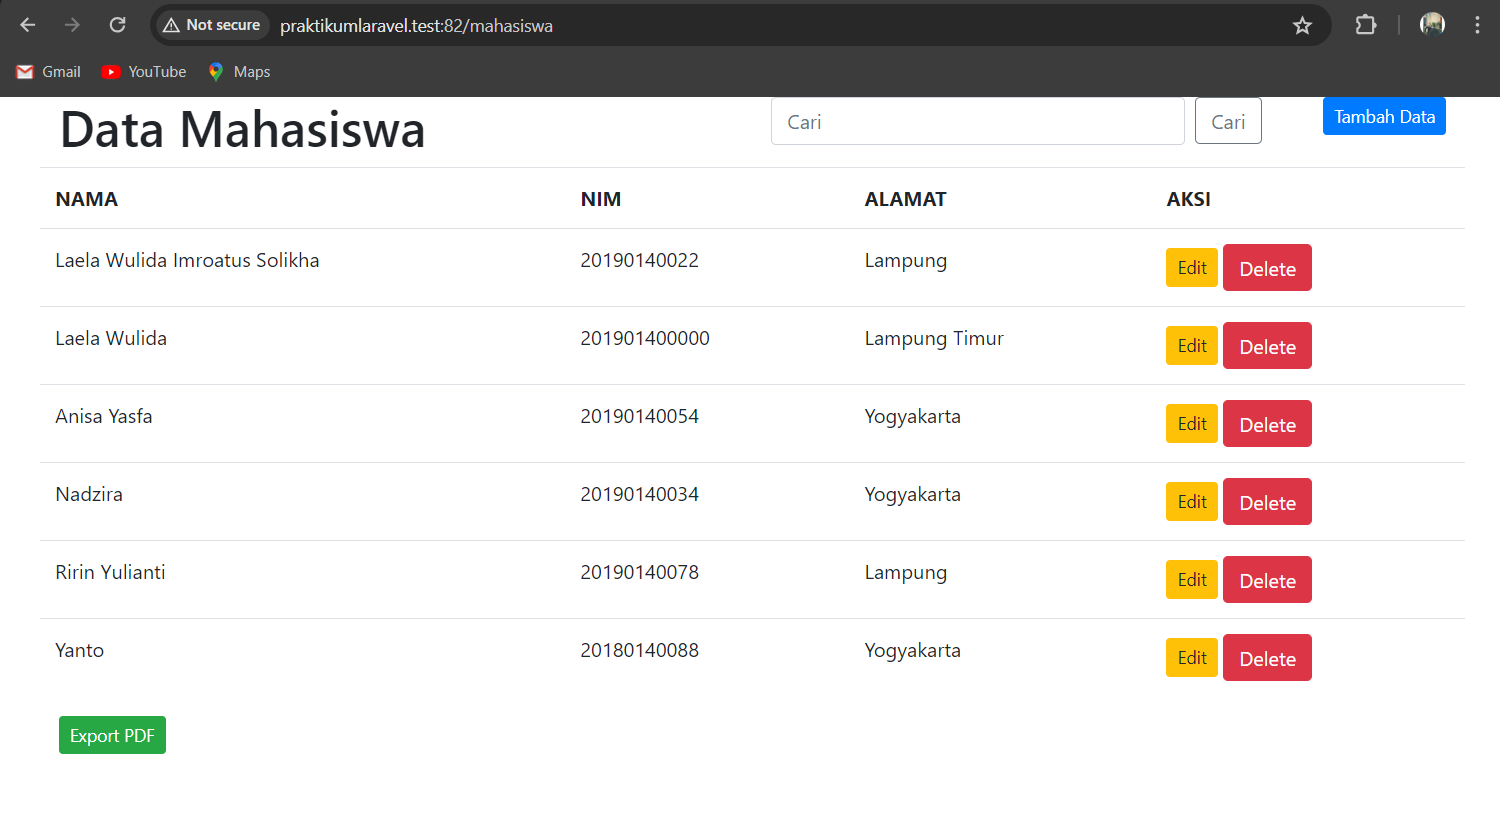 Not secure praktikumlaravel.test:82/mahasiswa
Gmail YouTube Maps
Data Mahasiswa Cari Cari Tambah Data
NAMA NIM ALAMAT AKSI
Laela Wulida Imroatus Solikha 20190140022 Lampung Edit Delete
Laela Wulida 201901400000 Lampung Timur Edit Delete
Anisa Yasfa 20190140054 Yogyakarta Edit Delete
Nadzira 20190140034 Yogyakarta Edit Delete
Ririn Yulianti 20190140078 Lampung Edit Delete
Yanto 20180140088 Yogyakarta Edit Delete
Export PDF